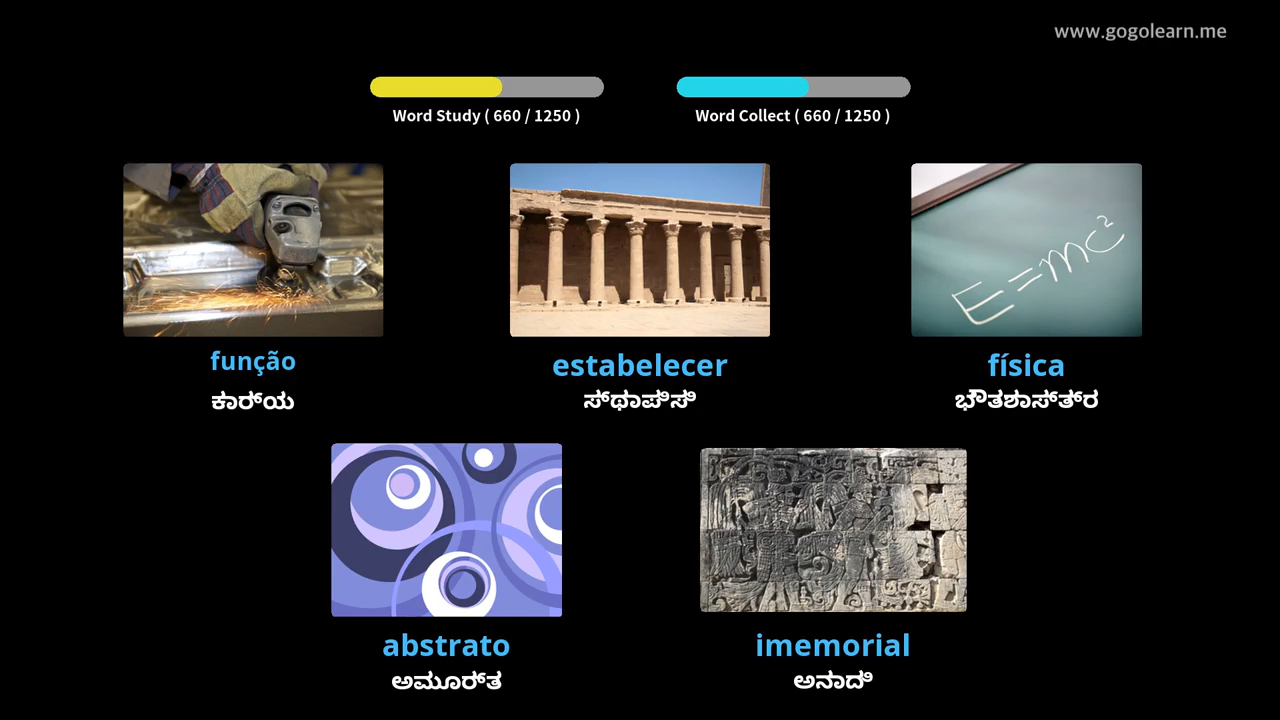 www.gogolearn.me
Word Study ( 660 / 1250 )
Word Collect ( 660 / 1250 )
E=mc²
função
estabelecer
física
ಕಾರ್ಯ
ಸ್ಥಾಪಿಸಿ
ಭೌತಶಾಸ್ತ್ರ
abstrato
imemorial
ಅಮೂರ್ತ
ಅನಾದಿ